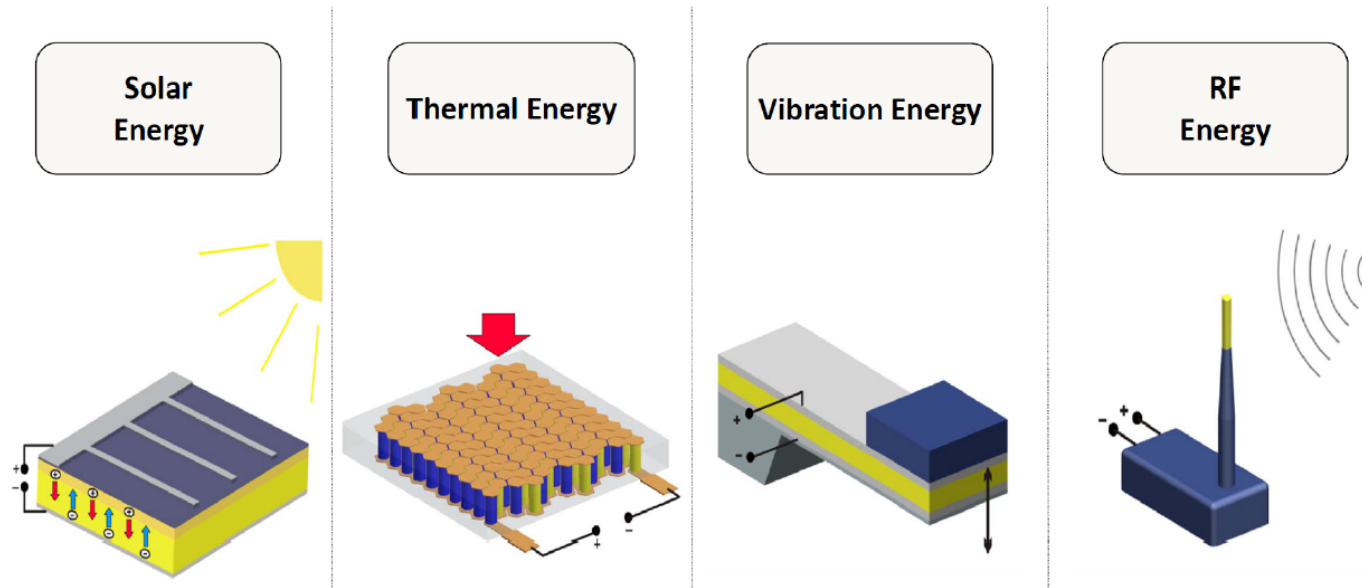 Solar
Energy
Thermal Energy
Vibration Energy
RF
Energy
+
−
+
−
+
−
+
−
+
−
+
−
+
−